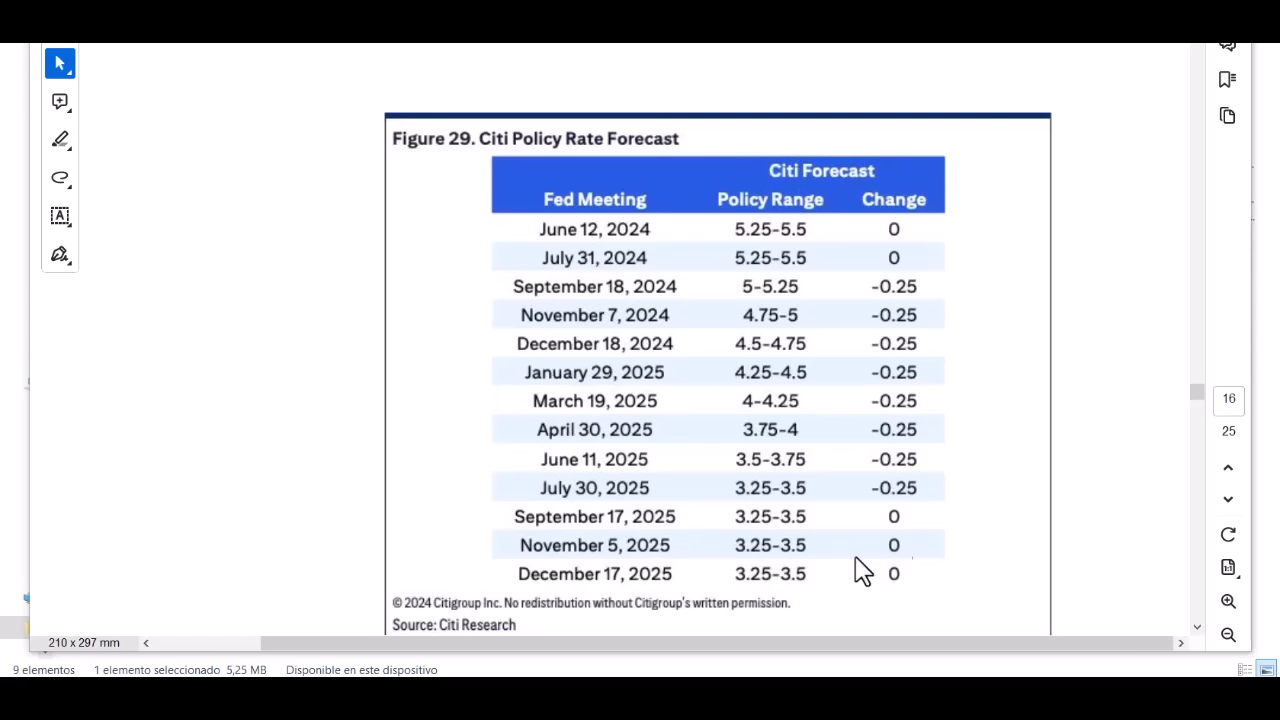 Figure 29. Citi Policy Rate Forecast
Citi Forecast
Fed Meeting Policy Range Change
June 12, 2024 5.25-5.5 0
July 31, 2024 5.25-5.5 0
September 18, 2024 5-5.25 -0.25
November 7, 2024 4.75-5 -0.25
December 18, 2024 4.5-4.75 -0.25
January 29, 2025 4.25-4.5 -0.25
March 19, 2025 4-4.25 -0.25
April 30, 2025 3.75-4 -0.25
June 11, 2025 3.5-3.75 -0.25
July 30, 2025 3.25-3.5 -0.25
September 17, 2025 3.25-3.5 0
November 5, 2025 3.25-3.5 0
December 17, 2025 3.25-3.5 0
© 2024 Citigroup Inc. No redistribution without Citigroup's written permission.
Source: Citi Research
16
25
210 x 297 mm
9 elementos 1 elemento seleccionado 5,25 MB Disponible en este dispositivo